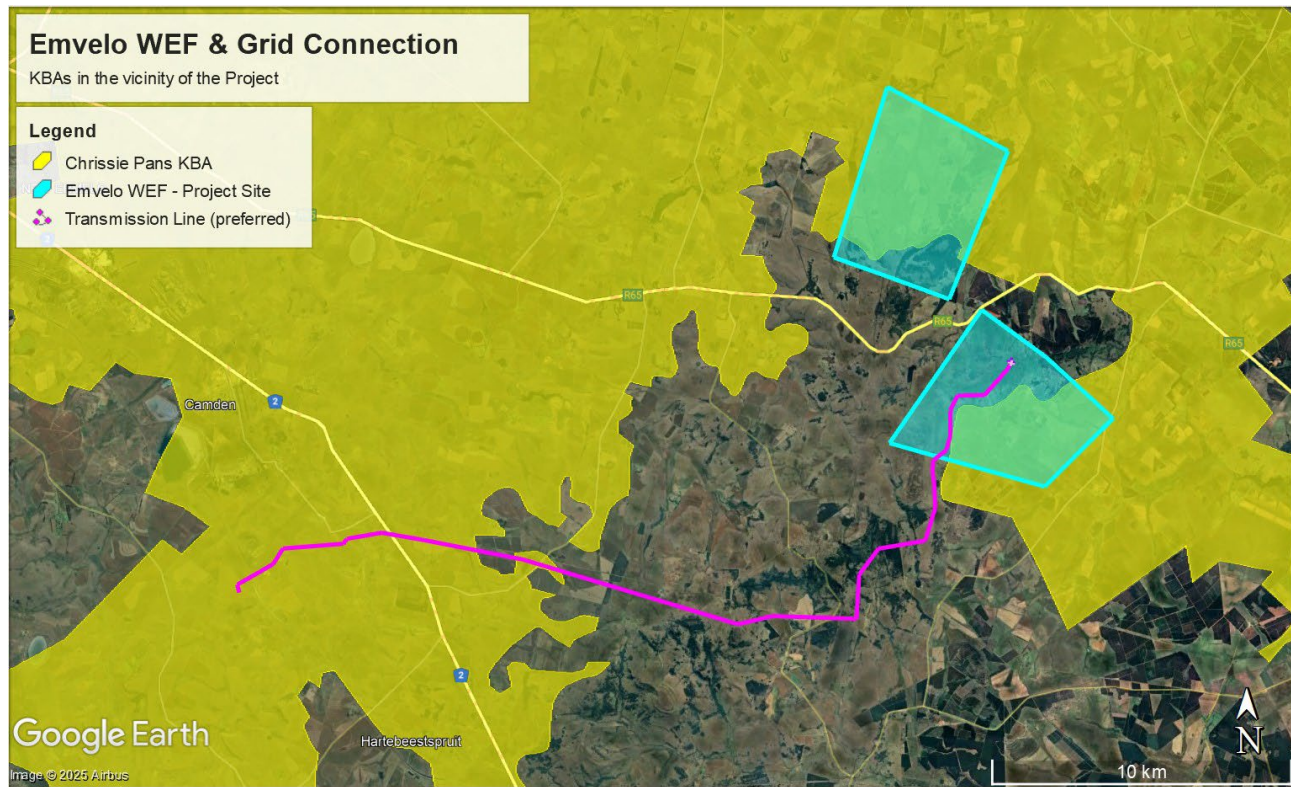 Emvelo WEF & Grid Connection
KBAs in the vicinity of the Project
Legend
Chrissie Pans KBA
Emvelo WEF - Project Site
Transmission Line (preferred)
R65
R65
R65
2
Camden
2
Hartebeestspruit
Google Earth
Image © 2025 Airbus
N
10 km